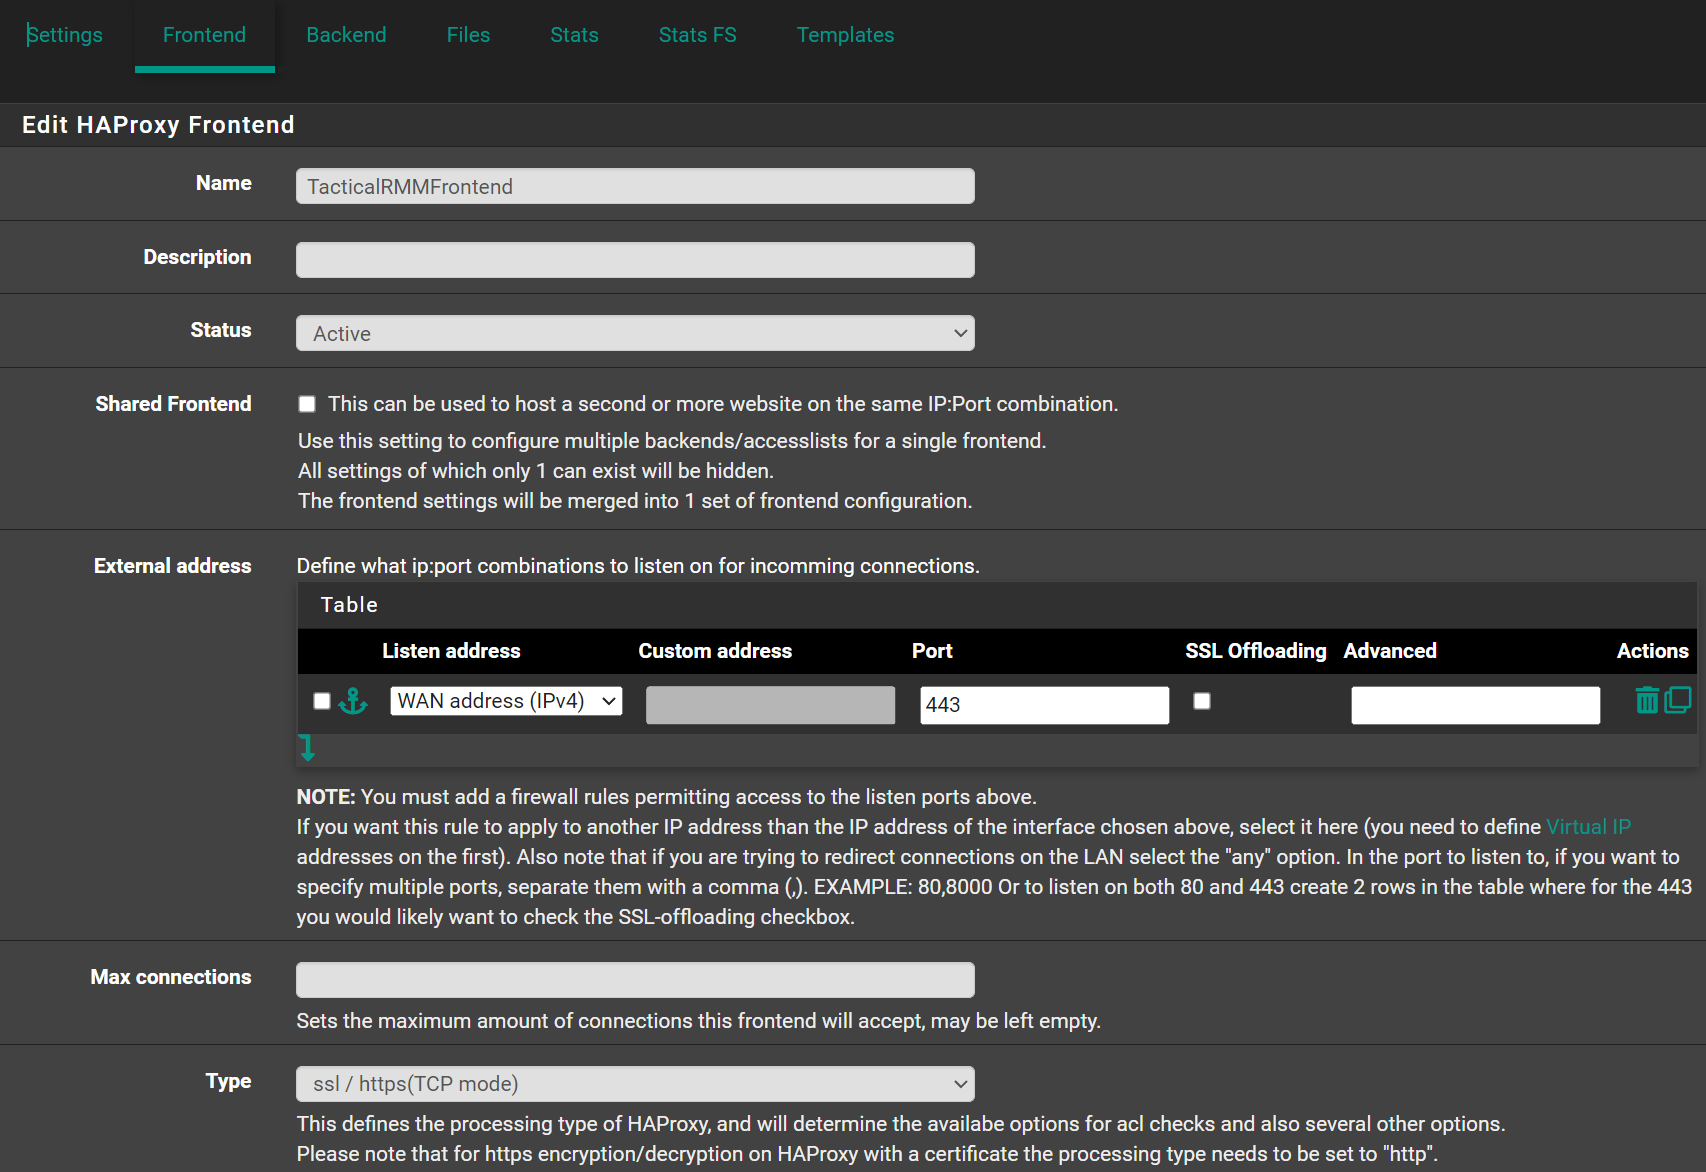 Settings Frontend Backend Files Stats Stats FS Templates
Edit HAProxy Frontend
Name TacticalRMMFrontend
Description
Status Active
Shared Frontend This can be used to host a second or more website on the same IP:Port combination.
Use this setting to configure multiple backends/accesslists for a single frontend.
All settings of which only 1 can exist will be hidden.
The frontend settings will be merged into 1 set of frontend configuration.
External address Define what ip:port combinations to listen on for incomming connections.
Table
Listen address Custom address Port SSL Offloading Advanced Actions
WAN address (IPv4) 443
NOTE: You must add a firewall rules permitting access to the listen ports above.
If you want this rule to apply to another IP address than the IP address of the interface chosen above, select it here (you need to define Virtual IP
addresses on the first). Also note that if you are trying to redirect connections on the LAN select the "any" option. In the port to listen to, if you want to
specify multiple ports, separate them with a comma (,). EXAMPLE: 80,8000 Or to listen on both 80 and 443 create 2 rows in the table where for the 443
you would likely want to check the SSL-offloading checkbox.
Max connections
Sets the maximum amount of connections this frontend will accept, may be left empty.
Type ssl / https(TCP mode)
This defines the processing type of HAProxy, and will determine the availabe options for acl checks and also several other options.
Please note that for https encryption/decryption on HAProxy with a certificate the processing type needs to be set to "http".